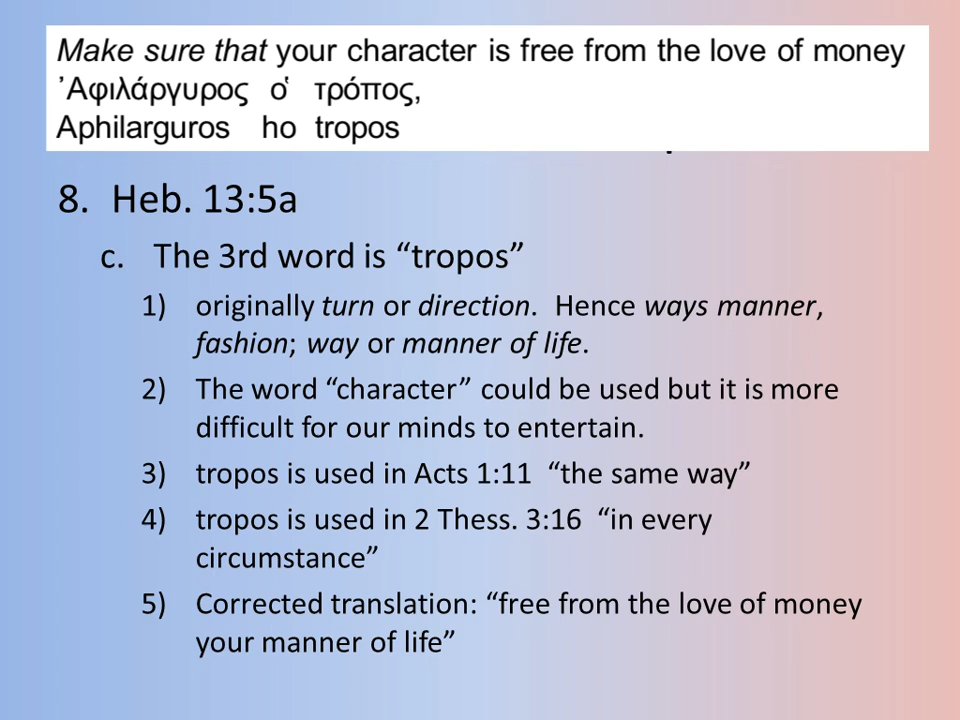 Make sure that your character is free from the love of money
᾿Αφιλάργυρος ο῾ τρόπος,
Aphilarguros ho tropos
8. Heb. 13:5a
c. The 3rd word is “tropos”
1) originally turn or direction. Hence ways manner,
fashion; way or manner of life.
2) The word “character” could be used but it is more
difficult for our minds to entertain.
3) tropos is used in Acts 1:11 “the same way”
4) tropos is used in 2 Thess. 3:16 “in every
circumstance”
5) Corrected translation: “free from the love of money
your manner of life”